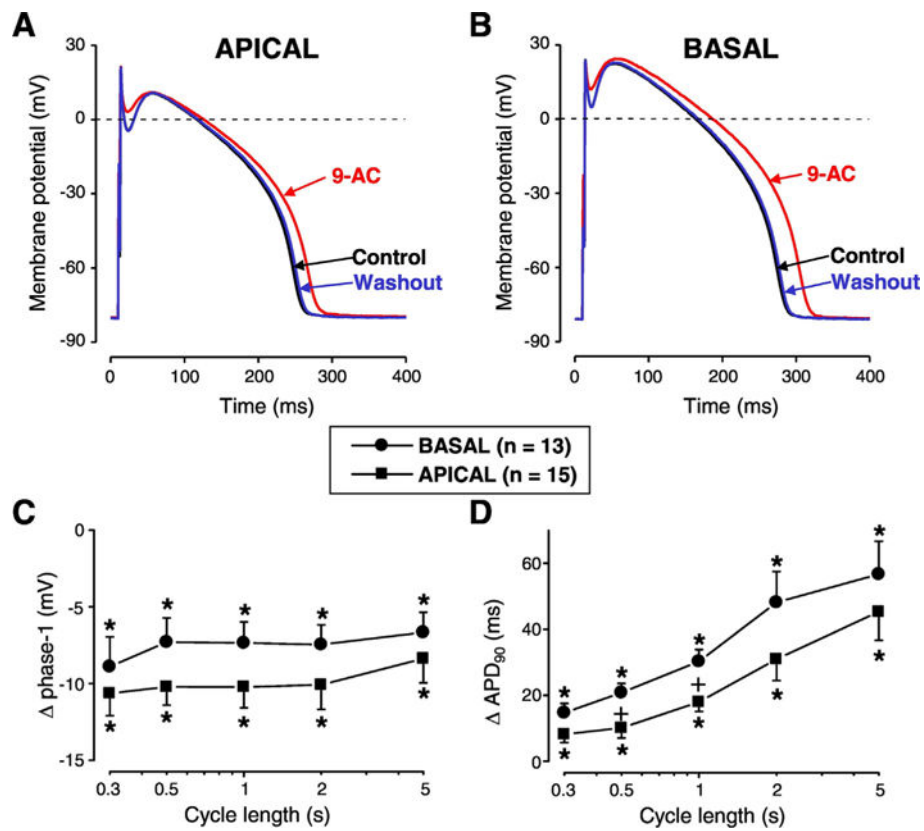 A
APICAL
30
0
-30
-60
-90
Membrane potential (mV)
9-AC
Control
Washout
0 100 200 300 400
Time (ms)
B
BASAL
30
0
-30
-60
-90
Membrane potential (mV)
9-AC
Control
Washout
0 100 200 300 400
Time (ms)
BASAL (n = 13)
APICAL (n = 15)
C
0
-5
-10
-15
Δ phase-1 (mV)
* * * * *
* * * * *
0.3 0.5 1 2 5
Cycle length (s)
D
60
40
20
0
Δ APD90 (ms)
* * * * *
+ +
* * * * *
0.3 0.5 1 2 5
Cycle length (s)